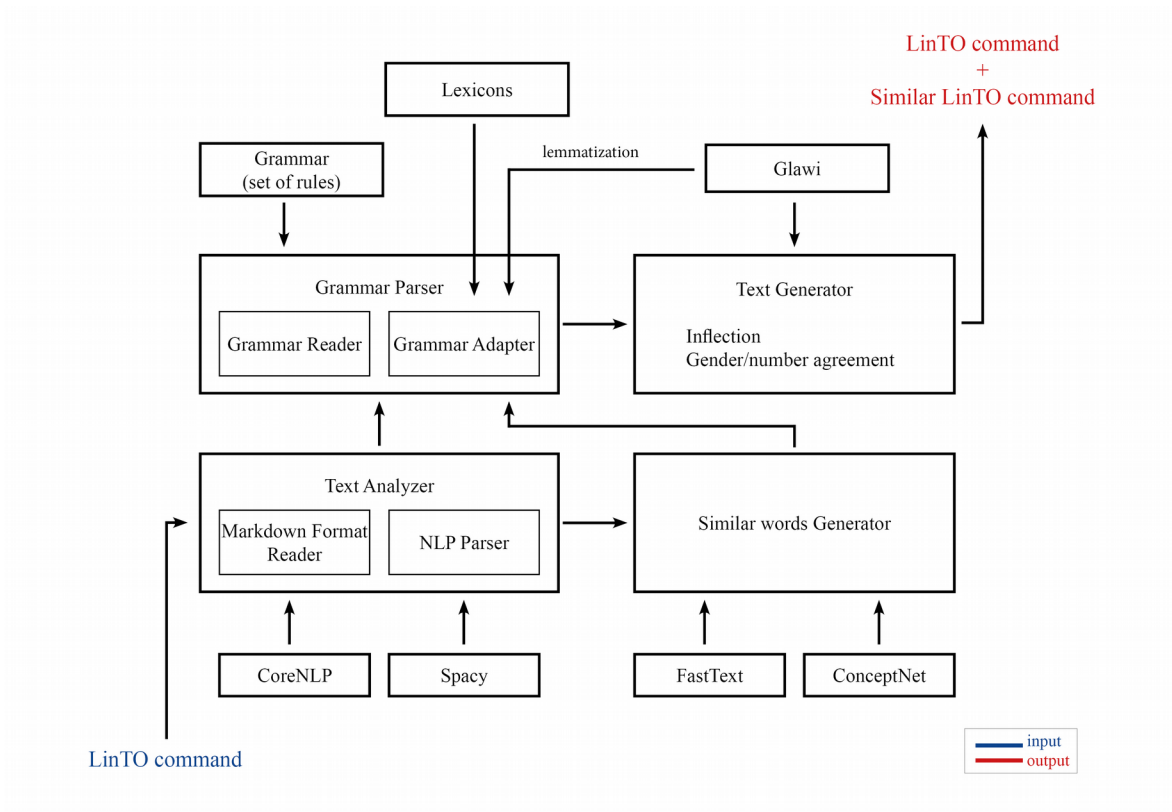 LinTO command
+
Similar LinTO command
Lexicons
lemmatization
Grammar
(set of rules)
Glawi
Grammar Parser
Grammar Reader
Grammar Adapter
Text Generator
Inflection
Gender/number agreement
Text Analyzer
Markdown Format
Reader
NLP Parser
Similar words Generator
CoreNLP
Spacy
FastText
ConceptNet
LinTO command
input
output